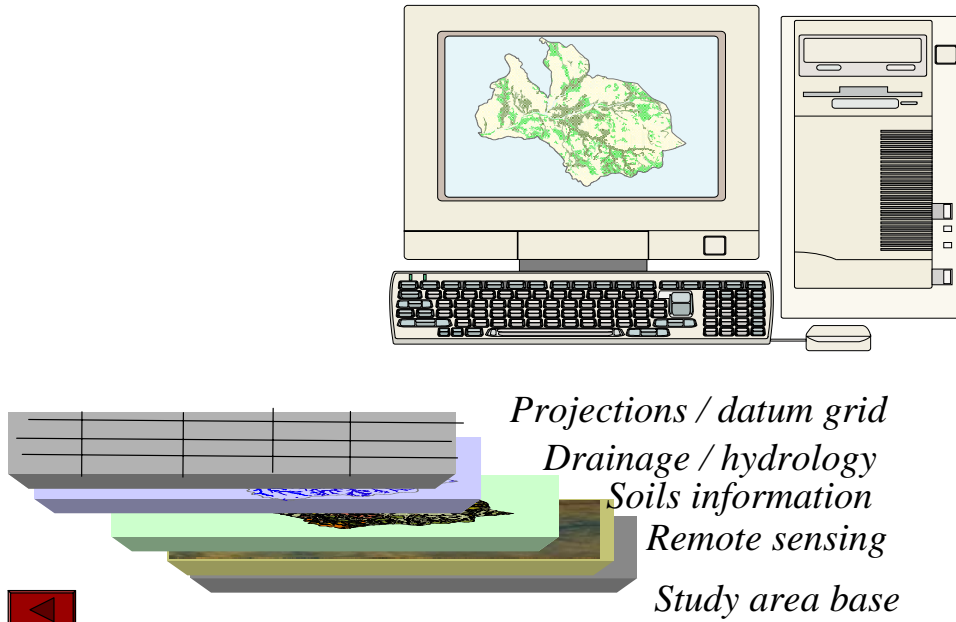 Projections / datum grid
Drainage / hydrology
Soils information
Remote sensing
Study area base